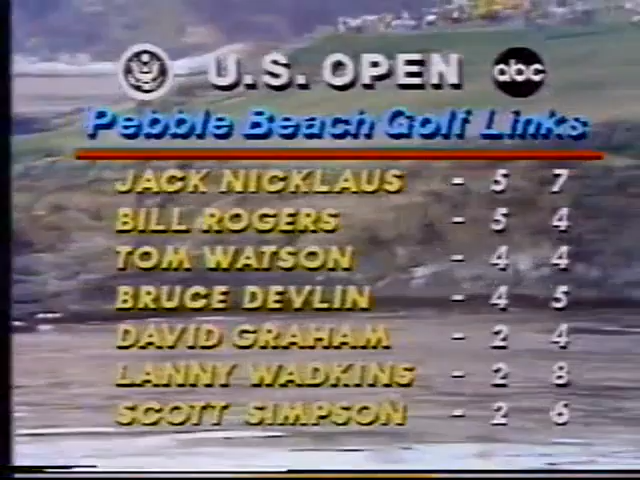 U.S. OPEN abc
Pebble Beach Golf Links
JACK NICKLAUS - 5 7
BILL ROGERS - 5 4
TOM WATSON - 4 4
BRUCE DEVLIN - 4 5
DAVID GRAHAM - 2 4
LANNY WADKINS - 2 8
SCOTT SIMPSON - 2 6